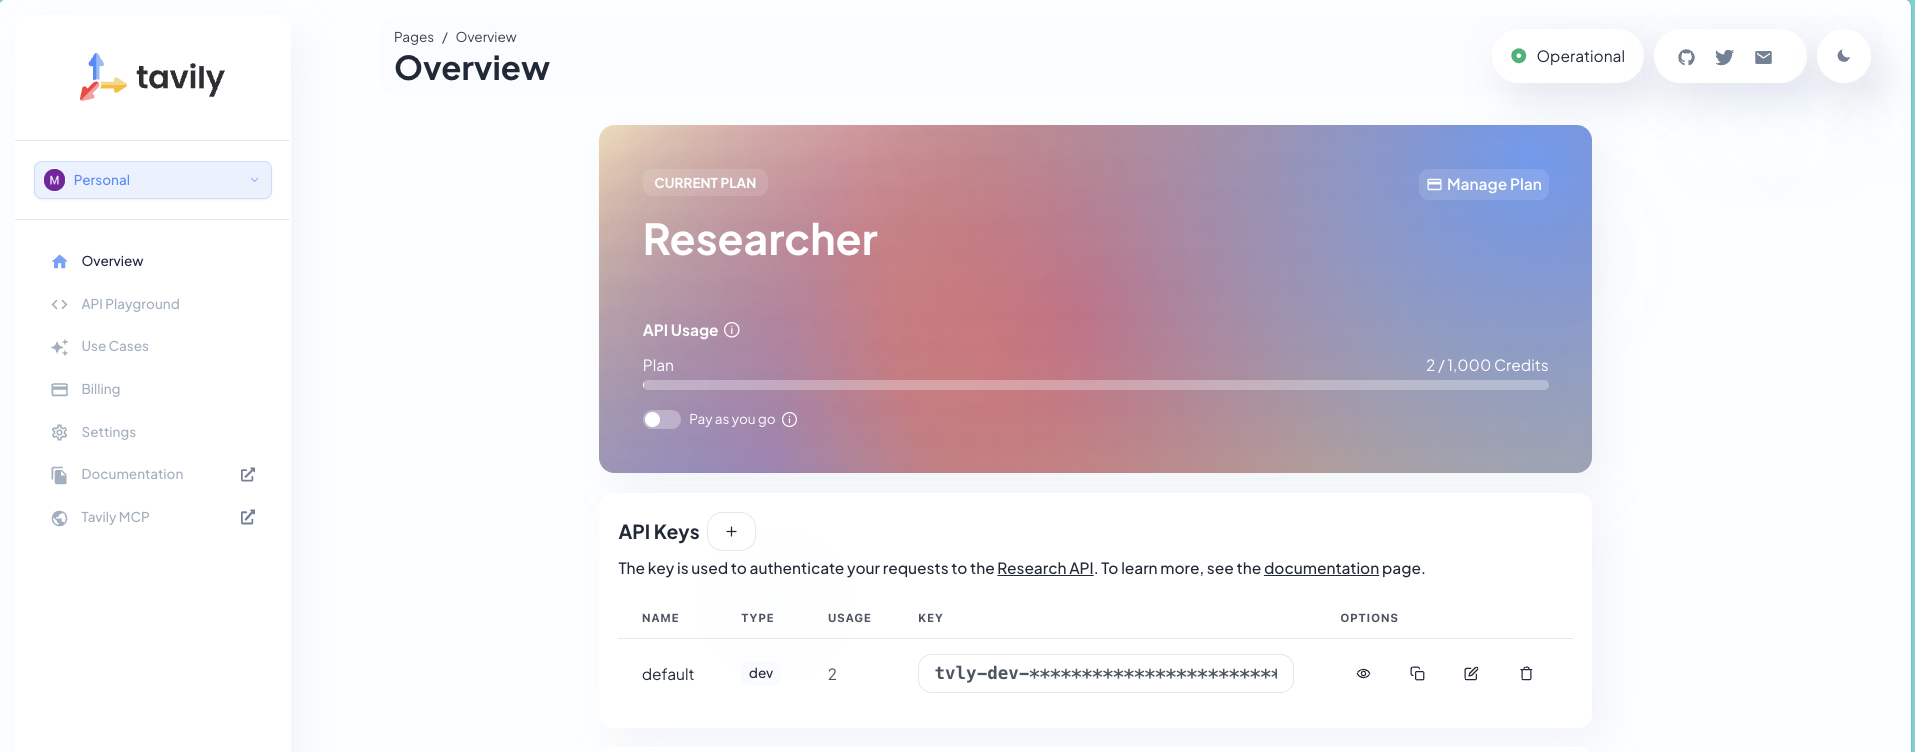 tavily
M Personal
Overview
API Playground
Use Cases
Billing
Settings
Documentation
Tavily MCP
Pages / Overview
Overview
Operational
CURRENT PLAN
Manage Plan
Researcher
API Usage
Plan 2 / 1,000 Credits
Pay as you go
API Keys +
The key is used to authenticate your requests to the Research API. To learn more, see the documentation page.
NAME TYPE USAGE KEY OPTIONS
default dev 2 tvly-dev-************************